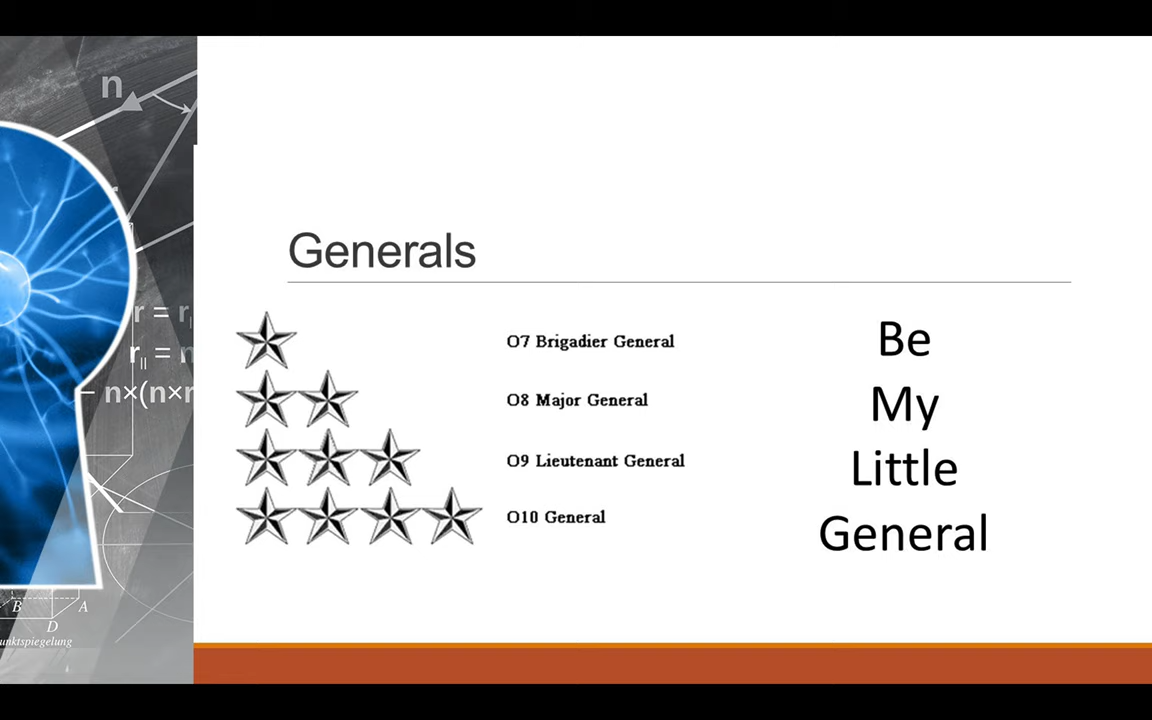 n
Generals
O7 Brigadier General
Be
O8 Major General
My
O9 Lieutenant General
Little
O10 General
General
r = r
r|| = n
n×(n×r
B
A
D
unktspiegelung